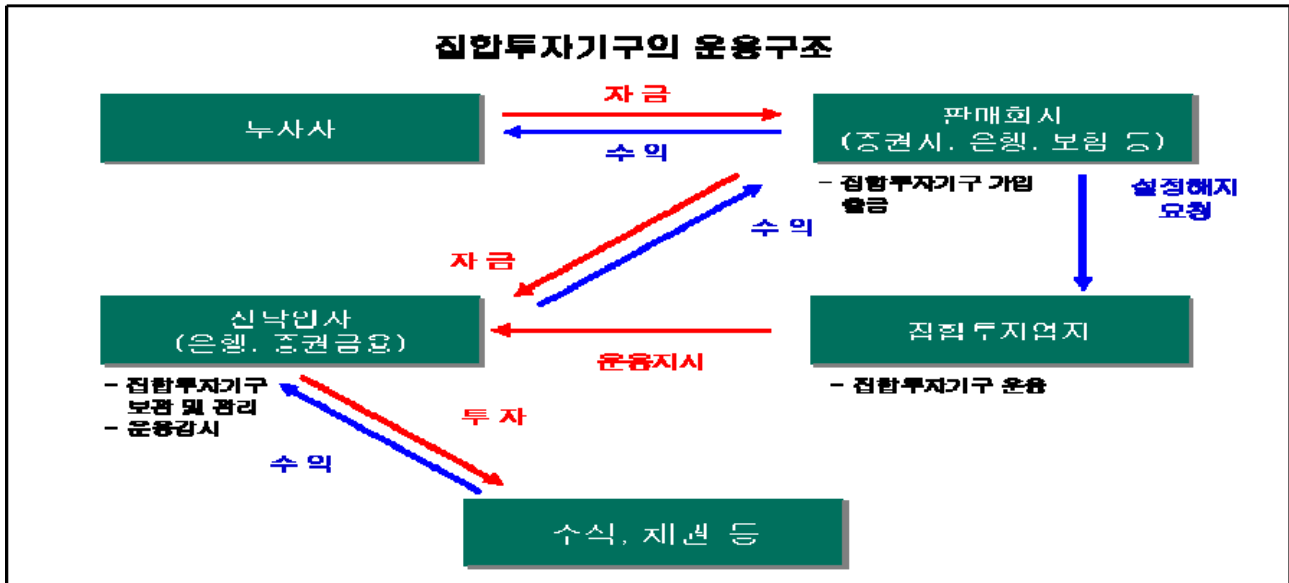 집합투자기구의 운용구조
자 금
투자자
판매회사
(증권사, 은행, 보험 등)
수 익
- 집합투자기구 가입
출금
설정해지
요청
수 익
자 금
신탁업자
(은행, 증권금융)
집합투자업자
운용지시
- 집합투자기구
보관 및 관리
- 운용감시
- 집합투자기구 운용
투 자
수 익
주식, 채권 등